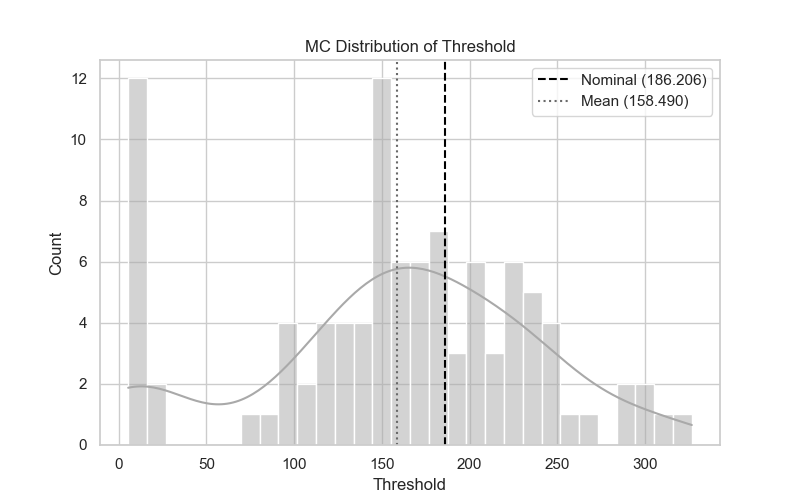 MC Distribution of Threshold
Nominal (186.206)
Mean (158.490)
Count
12
10
8
6
4
2
0
0 50 100 150 200 250 300
Threshold